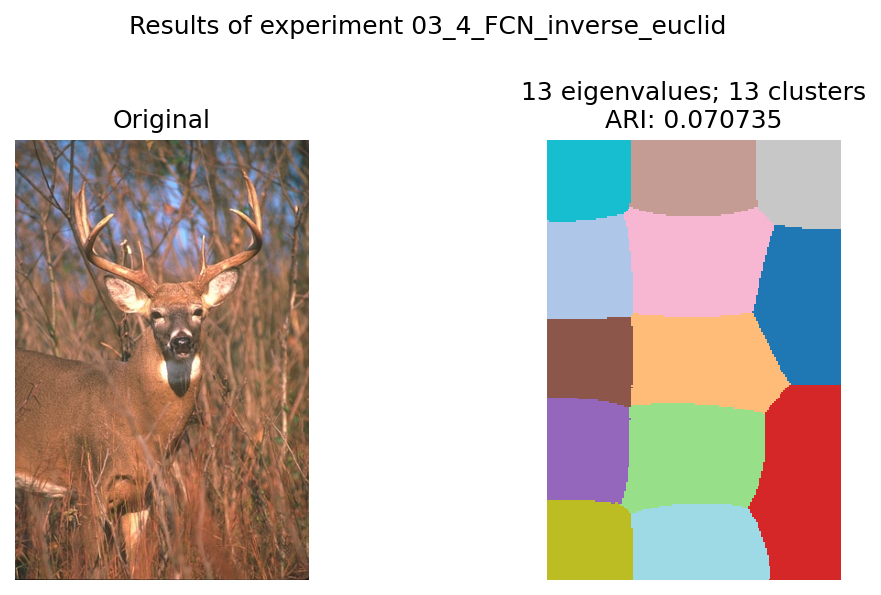 Results of experiment 03_4_FCN_inverse_euclid
Original
13 eigenvalues; 13 clusters
ARI: 0.070735